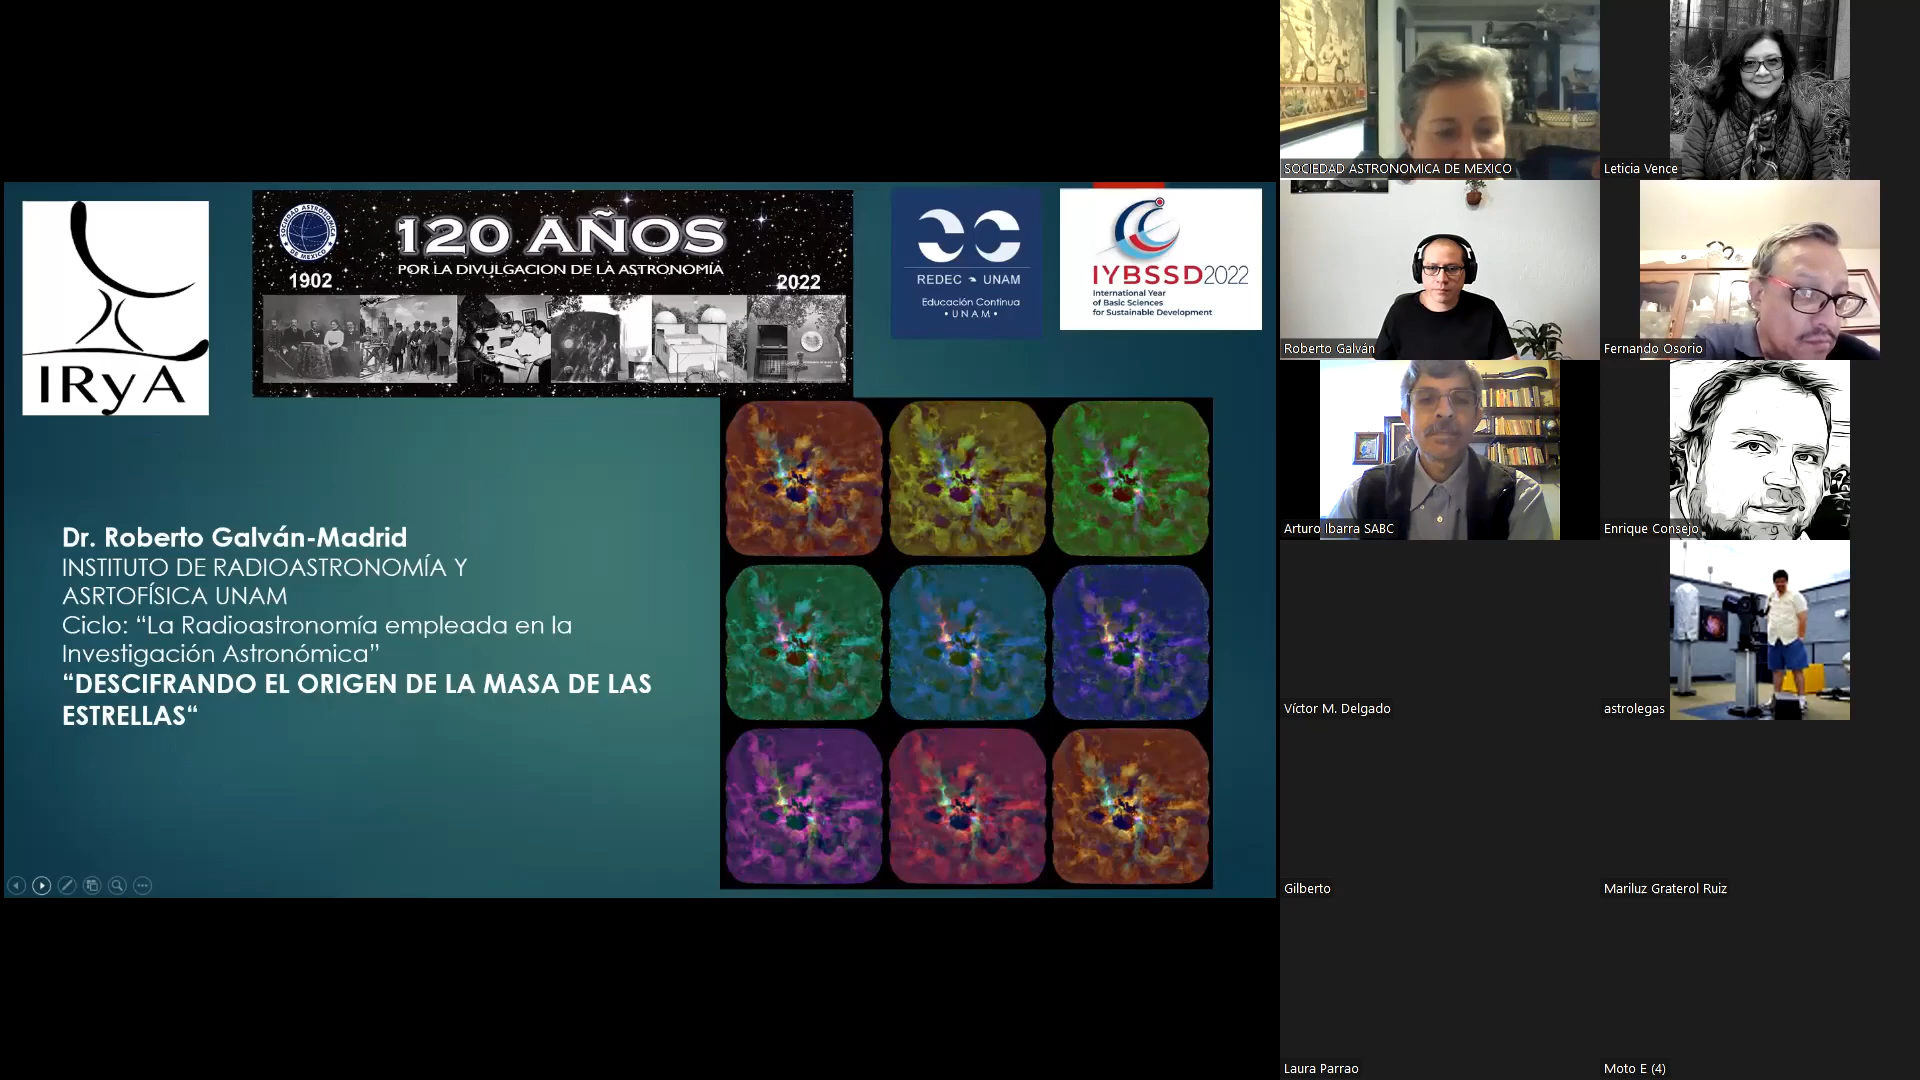 IRyA
SOCIEDAD ASTRONOMICA DE MEXICO
120 AÑOS
POR LA DIVULGACION DE LA ASTRONOMÍA
1902
2022
REDEC UNAM
Educación Continua
• UNAM •
IYBSSD2022
International Year
of Basic Sciences
for Sustainable Development
Dr. Roberto Galván-Madrid
INSTITUTO DE RADIOASTRONOMÍA Y
ASRTOFÍSICA UNAM
Ciclo: “La Radioastronomía empleada en la
Investigación Astronómica”
“DESCIFRANDO EL ORIGEN DE LA MASA DE LAS
ESTRELLAS“
SOCIEDAD ASTRONOMICA DE MEXICO
Leticia Vence
Roberto Galván
Fernando Osorio
Arturo Ibarra SABC
Enrique Consejo
Víctor M. Delgado
astrolegas
Gilberto
Mariluz Graterol Ruiz
Laura Parrao
Moto E (4)